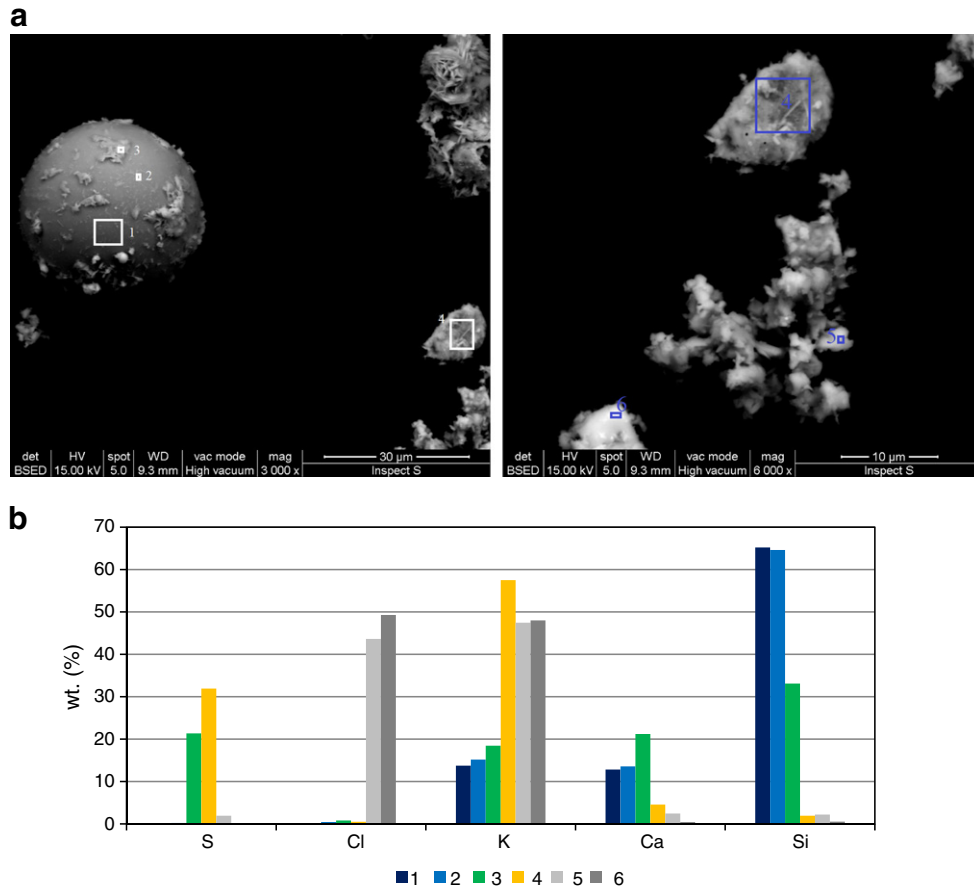 a
3
2
1
4
det HV spot WD vac mode mag 30 µm
BSED 15.00 kV 5.0 9.3 mm High vacuum 3 000 x Inspect S
4
5
6
det HV spot WD vac mode mag 10 µm
BSED 15.00 kV 5.0 9.3 mm High vacuum 6 000 x Inspect S
b
70
60
50
40
30
20
10
0
wt. (%)
S Cl K Ca Si
1 2 3 4 5 6